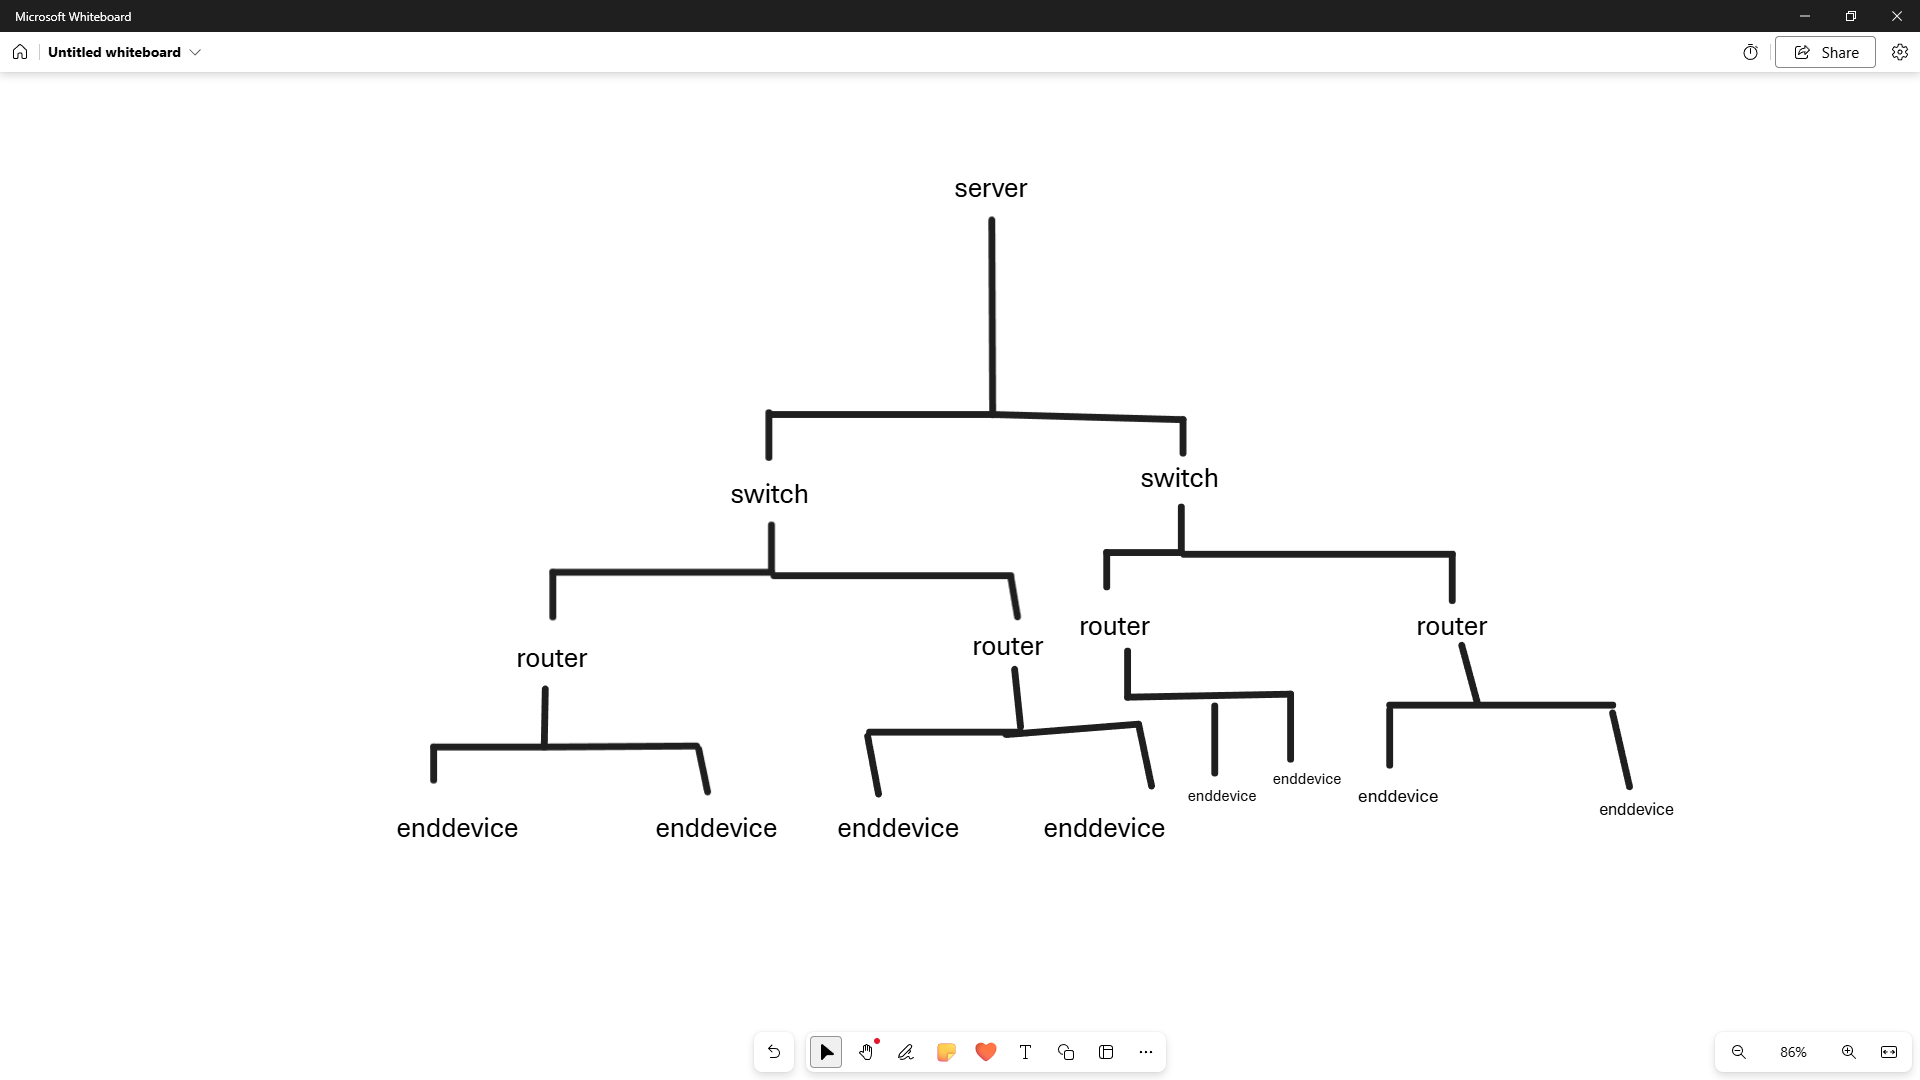 Microsoft Whiteboard
Untitled whiteboard
Share
server
switch
switch
router
router
router
router
enddevice
enddevice
enddevice
enddevice
enddevice
enddevice
enddevice
enddevice
T
86%